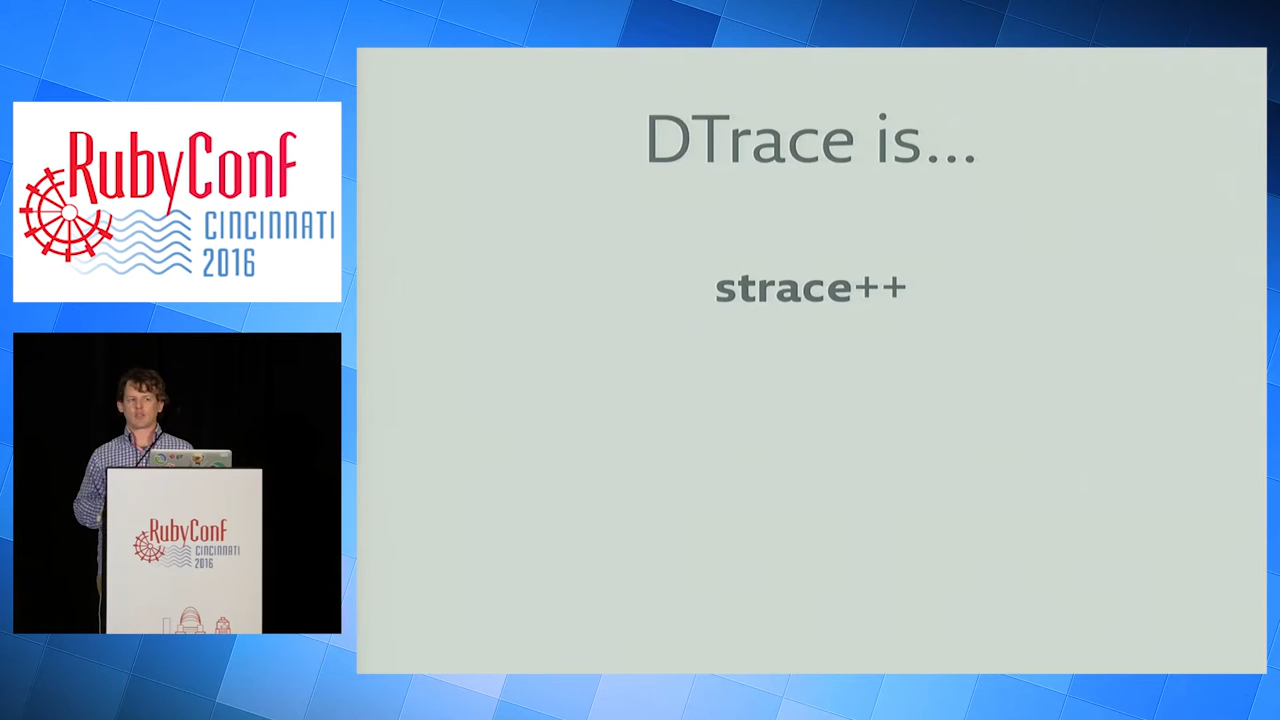 RubyConf
CINCINNATI
2016
DTrace is...
strace++
RubyConf
CINCINNATI
2016